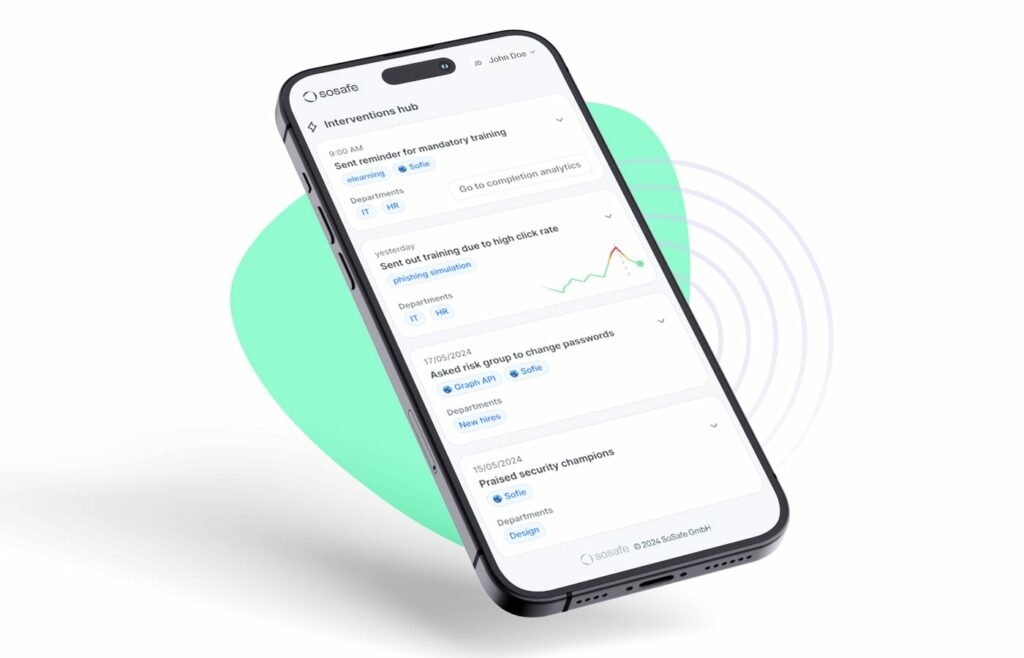 sosafe
JD John Doe
Interventions hub
9:00 AM
Sent reminder for mandatory training
elearning Sofie
Departments
IT HR
Go to completion analytics
yesterday
Sent out training due to high click rate
phishing simulation
Departments
IT HR
17/05/2024
Asked risk group to change passwords
Graph API Sofie
Departments
New hires
15/05/2024
Praised security champions
Sofie
Departments
Design
sosafe © 2024 SoSafe GmbH